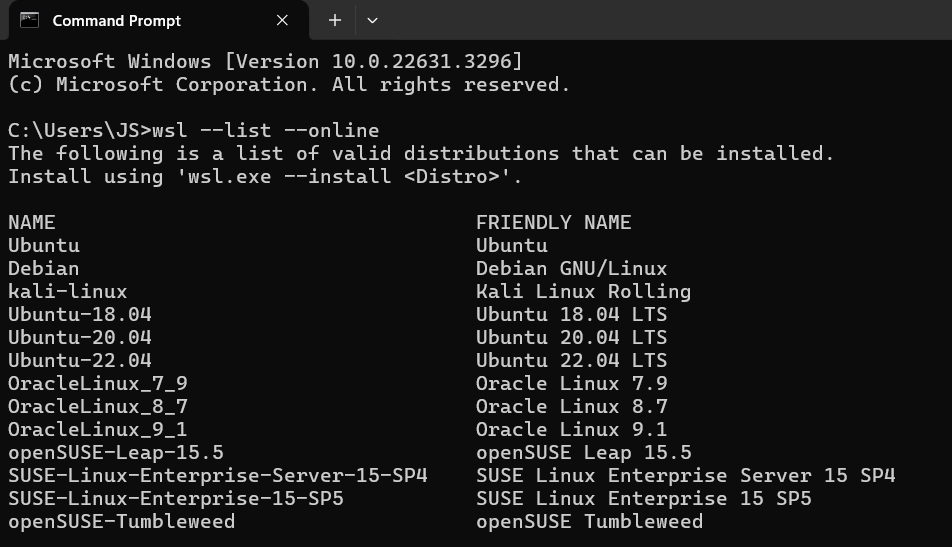 Command Prompt
Microsoft Windows [Version 10.0.22631.3296]
(c) Microsoft Corporation. All rights reserved.
C:\Users\JS>wsl --list --online
The following is a list of valid distributions that can be installed.
Install using 'wsl.exe --install <Distro>'.
NAME FRIENDLY NAME
Ubuntu Ubuntu
Debian Debian GNU/Linux
kali-linux Kali Linux Rolling
Ubuntu-18.04 Ubuntu 18.04 LTS
Ubuntu-20.04 Ubuntu 20.04 LTS
Ubuntu-22.04 Ubuntu 22.04 LTS
OracleLinux_7_9 Oracle Linux 7.9
OracleLinux_8_7 Oracle Linux 8.7
OracleLinux_9_1 Oracle Linux 9.1
openSUSE-Leap-15.5 openSUSE Leap 15.5
SUSE-Linux-Enterprise-Server-15-SP4 SUSE Linux Enterprise Server 15 SP4
SUSE-Linux-Enterprise-15-SP5 SUSE Linux Enterprise 15 SP5
openSUSE-Tumbleweed openSUSE Tumbleweed